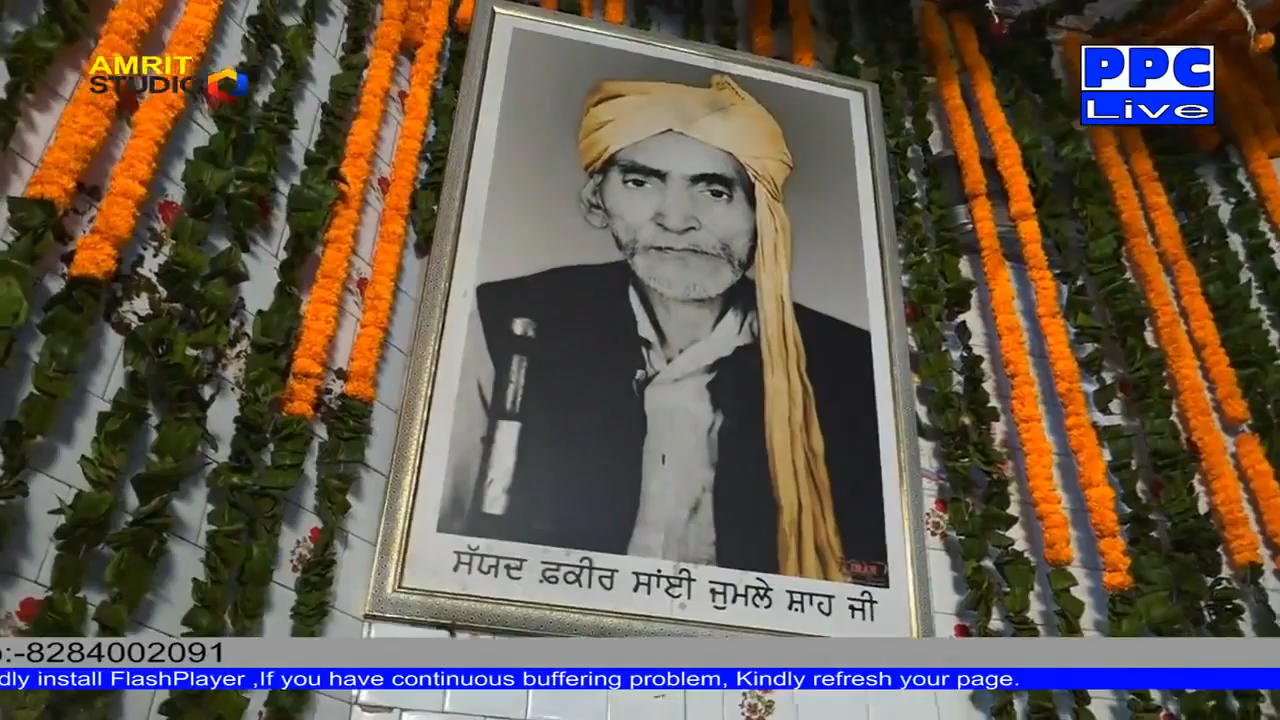 AMRIT
STUDIO
PPC
Live
ਸੱਯਦ ਫ਼ਕੀਰ ਸਾਂਈ ਜੁਮਲੇ ਸ਼ਾਹ ਜੀ
:-8284002091
install FlashPlayer ,If you have continuous buffering problem, Kindly refresh your page.